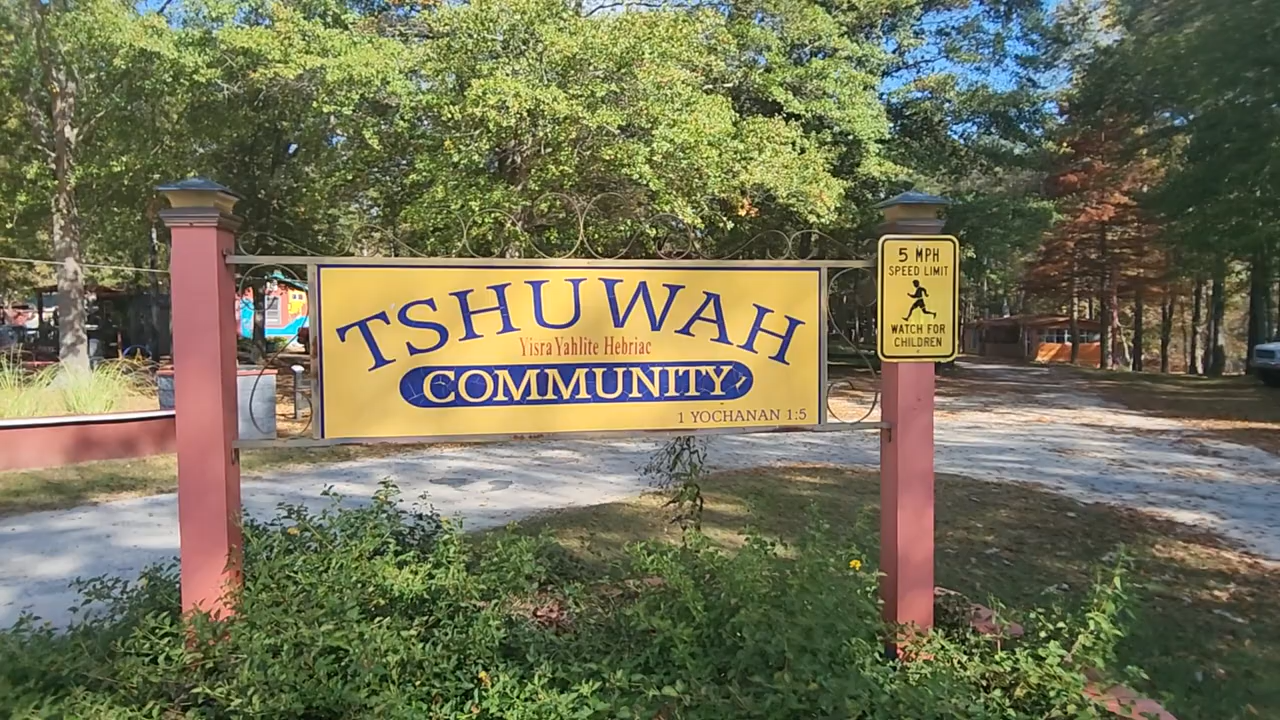 TSHUWAH
Yisra Yahlite Hebriac
COMMUNITY
1 YOCHANAN 1:5
5 MPH
SPEED LIMIT
WATCH FOR
CHILDREN